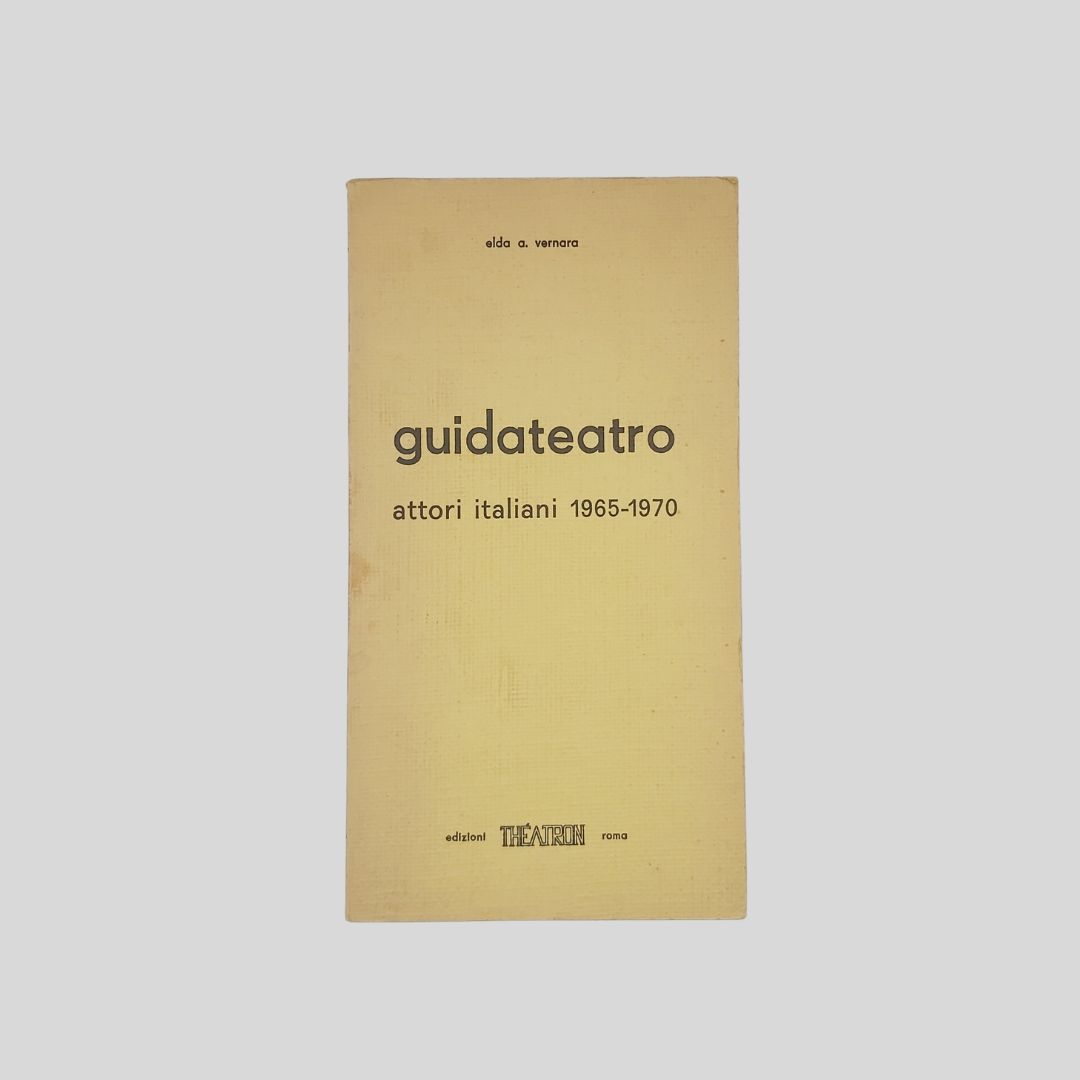 elda a. vernara
guidateatro
attori italiani 1965-1970
edizioni THÉATRON roma